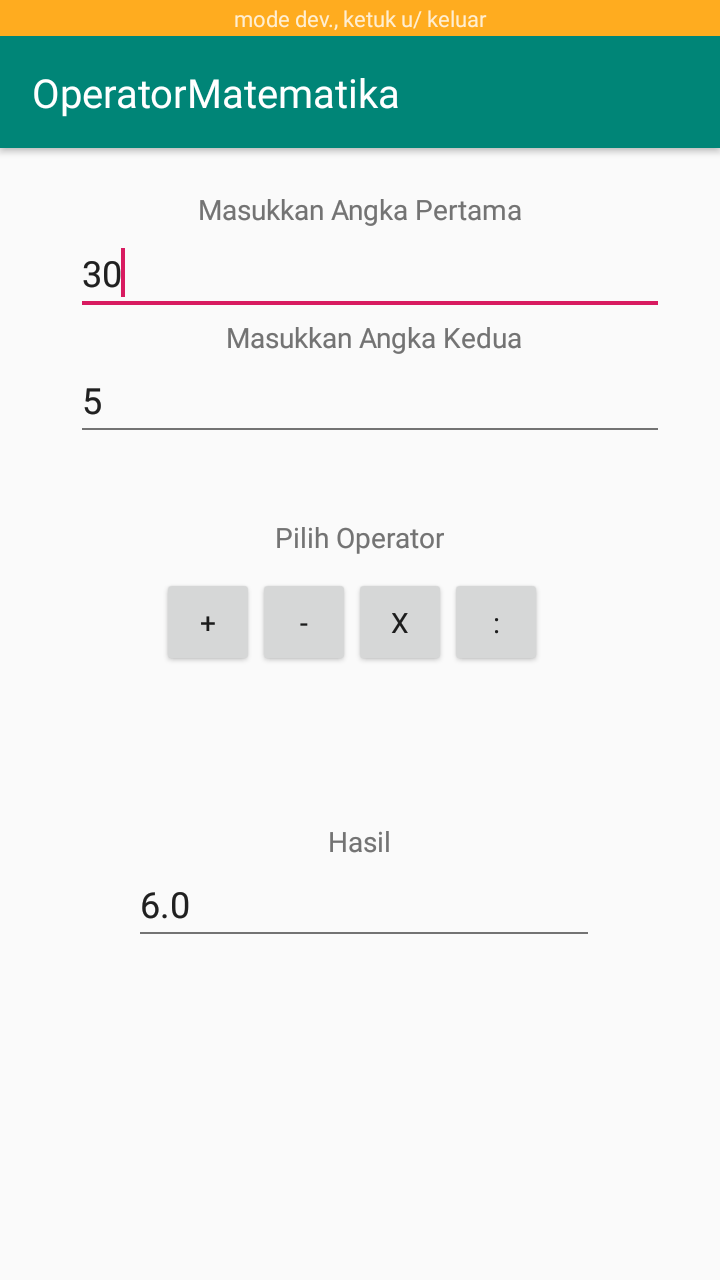 mode dev., ketuk u/ keluar
OperatorMatematika
Masukkan Angka Pertama
30
Masukkan Angka Kedua
5
Pilih Operator
+ - X :
Hasil
6.0